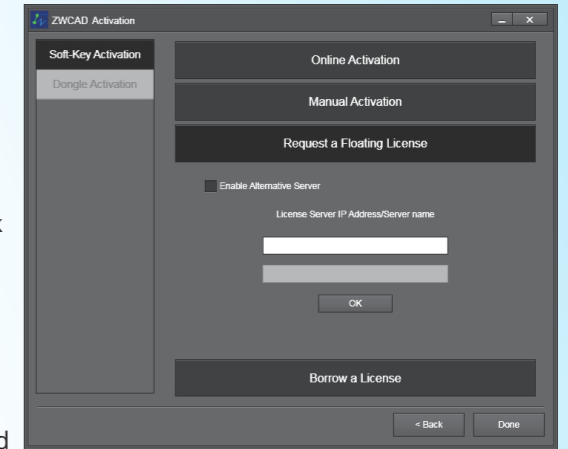 ZWCAD Activation
Soft-Key Activation
Dongle Activation
Online Activation
Manual Activation
Request a Floating License
Enable Alternative Server
License Server IP Address/Server name
OK
Borrow a License
< Back
Done